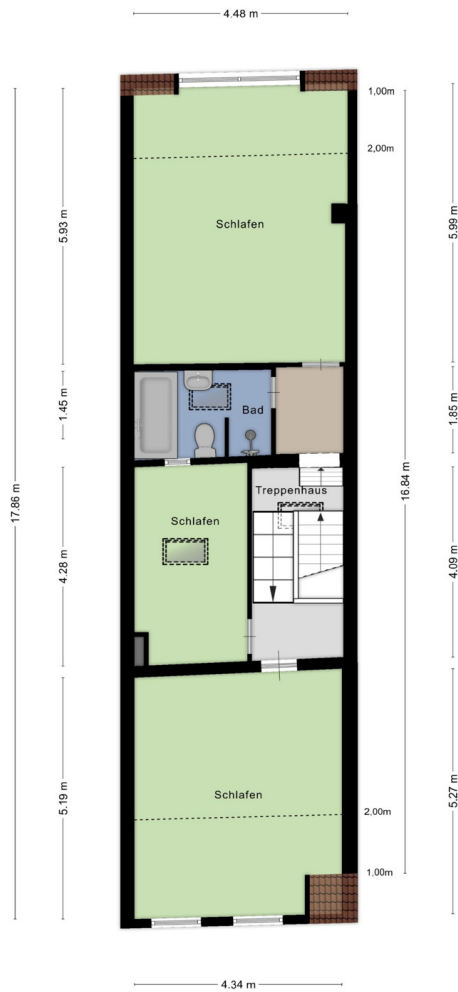 4.48 m
1,00m
2,00m
Schlafen
5.93 m
5.99 m
1.45 m
Bad
1.85 m
16.84 m
17.86 m
Treppenhaus
Schlafen
4.28 m
4.09 m
5.19 m
Schlafen
5.27 m
2,00m
1,00m
4.34 m